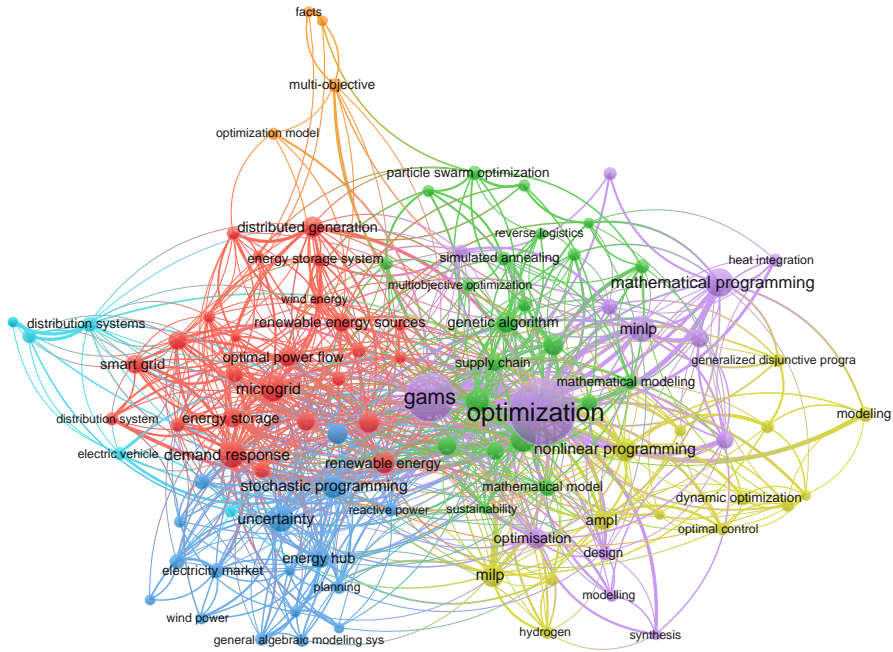 facts
multi-objective
optimization model
particle swarm optimization
distributed generation
reverse logistics
energy storage system
simulated annealing
heat integration
multiobjective optimization
mathematical programming
wind energy
distribution systems
renewable energy sources
genetic algorithm
minlp
smart grid
optimal power flow
supply chain
generalized disjunctive progra
microgrid
mathematical modeling
gams
optimization
modeling
distribution system
energy storage
electric vehicle
demand response
renewable energy
nonlinear programming
stochastic programming
mathematical model
dynamic optimization
reactive power
sustainability
uncertainty
ampl
optimal control
optimisation
design
energy hub
electricity market
milp
planning
modelling
wind power
general algebraic modeling sys
hydrogen
synthesis